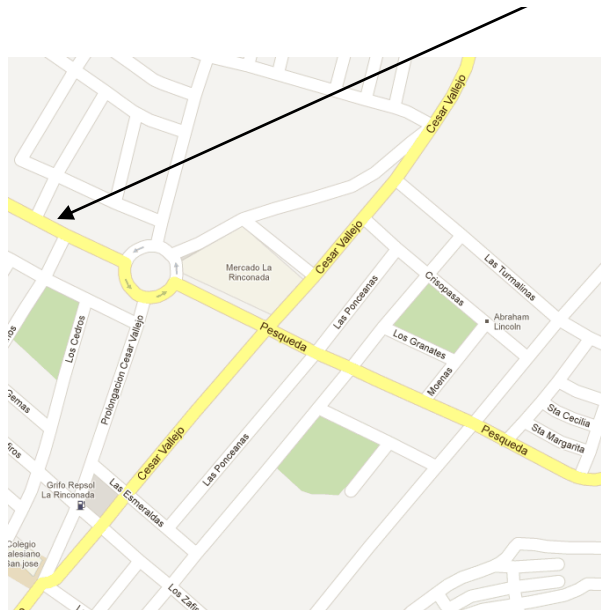 Cesar Vallejo
Las Turmalinas
Cesar Vallejo
Crisopasas
Mercado La
Rinconada
Las Ponceanas
Abraham
Lincoln
Pesqueda
Los Granates
Los Cedros
Prolongacion Cesar Vallejo
Moenas
Sta Cecilia
Sta Margarita
Pesqueda
Cesar Vallejo
Las Ponceanas
Grifo Repsol
La Rinconada
Las Esmeraldas
Colegio
San jose